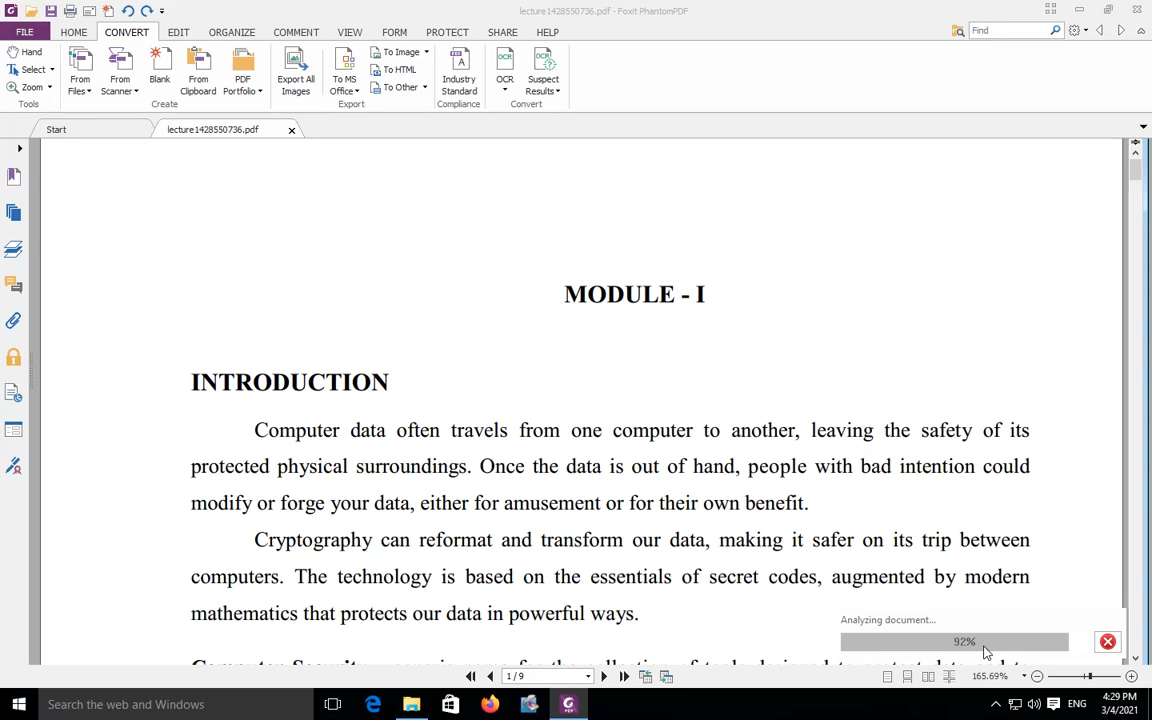 lecture1428550736.pdf - Foxit PhantomPDF
FILE HOME CONVERT EDIT ORGANIZE COMMENT VIEW FORM PROTECT SHARE HELP Find
Hand
Select
Zoom
Tools
From Files
From Scanner
Blank
From Clipboard
PDF Portfolio
Create
Export All Images
To MS Office
To Image
To HTML
To Other
Export
PDF/A
Industry Standard
Compliance
OCR
OCR
OCR
Suspect Results
Convert
Start lecture1428550736.pdf
MODULE - I
INTRODUCTION
Computer data often travels from one computer to another, leaving the safety of its
protected physical surroundings. Once the data is out of hand, people with bad intention could
modify or forge your data, either for amusement or for their own benefit.
Cryptography can reformat and transform our data, making it safer on its trip between
computers. The technology is based on the essentials of secret codes, augmented by modern
mathematics that protects our data in powerful ways.
Analyzing document...
92%
1 / 9
165.69%
Search the web and Windows
ENG
4:29 PM
3/4/2021